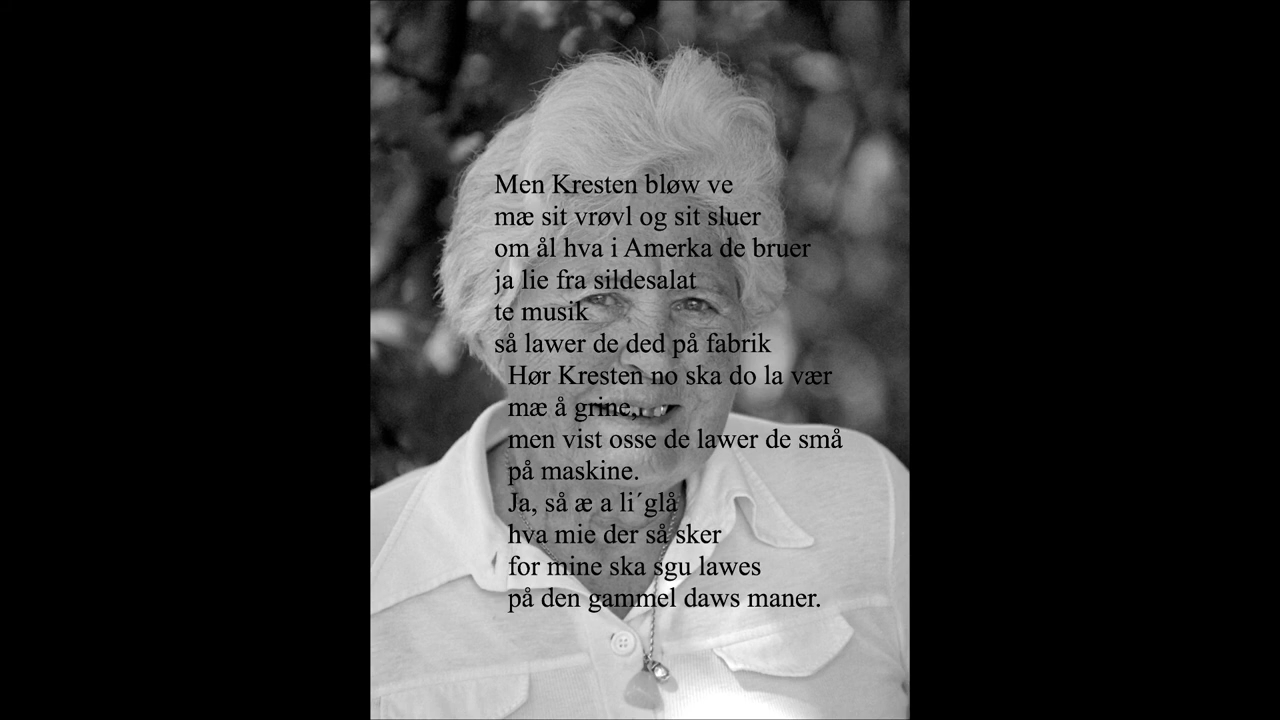 Men Kresten bløw ve
mæ sit vrøvl og sit sluer
om ål hva i Amerka de bruer
ja lie fra sildesalat
te musik
så lawer de ded på fabrik
Hør Kresten no ska do la vær
mæ å grine,
men vist osse de lawer de små
på maskine.
Ja, så æ a li´glå
hva mie der så sker
for mine ska sgu lawes
på den gammel daws maner.